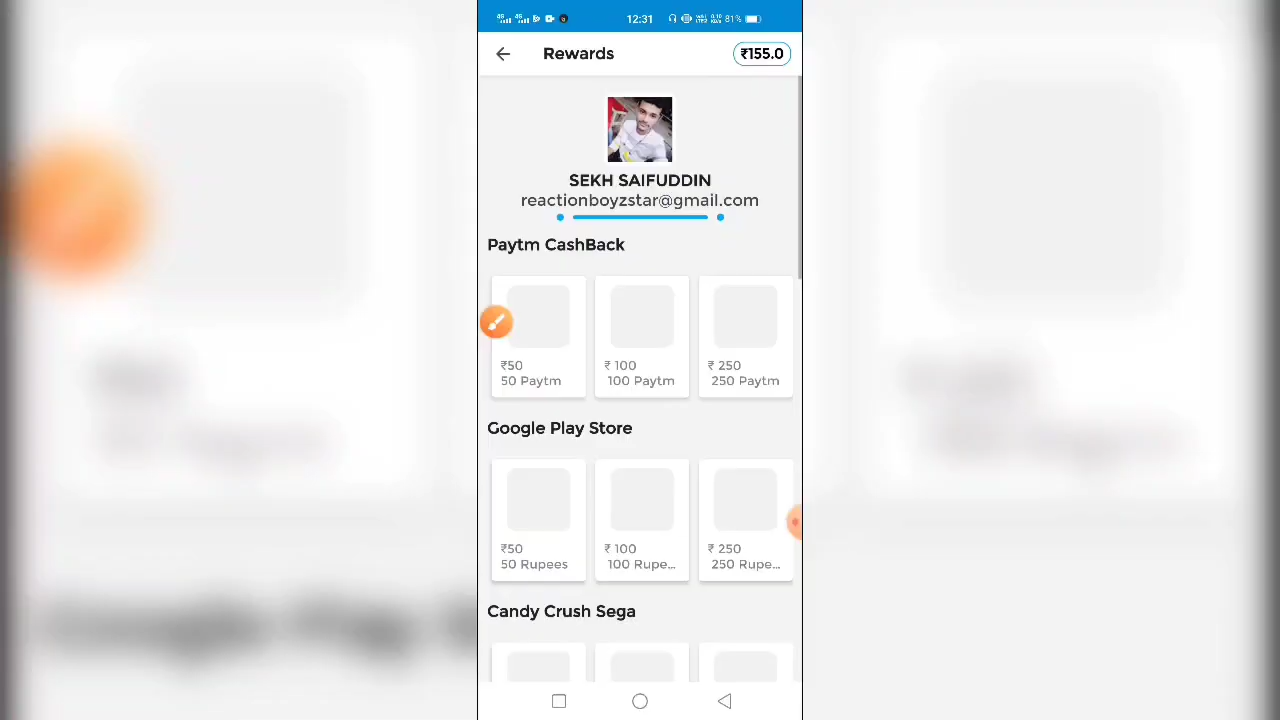 12:31
81%
Rewards
₹155.0
SEKH SAIFUDDIN
reactionboyzstar@gmail.com
Paytm CashBack
₹50
50 Paytm
₹ 100
100 Paytm
₹ 250
250 Paytm
Google Play Store
₹50
50 Rupees
₹ 100
100 Rupe...
₹ 250
250 Rupe...
Candy Crush Sega